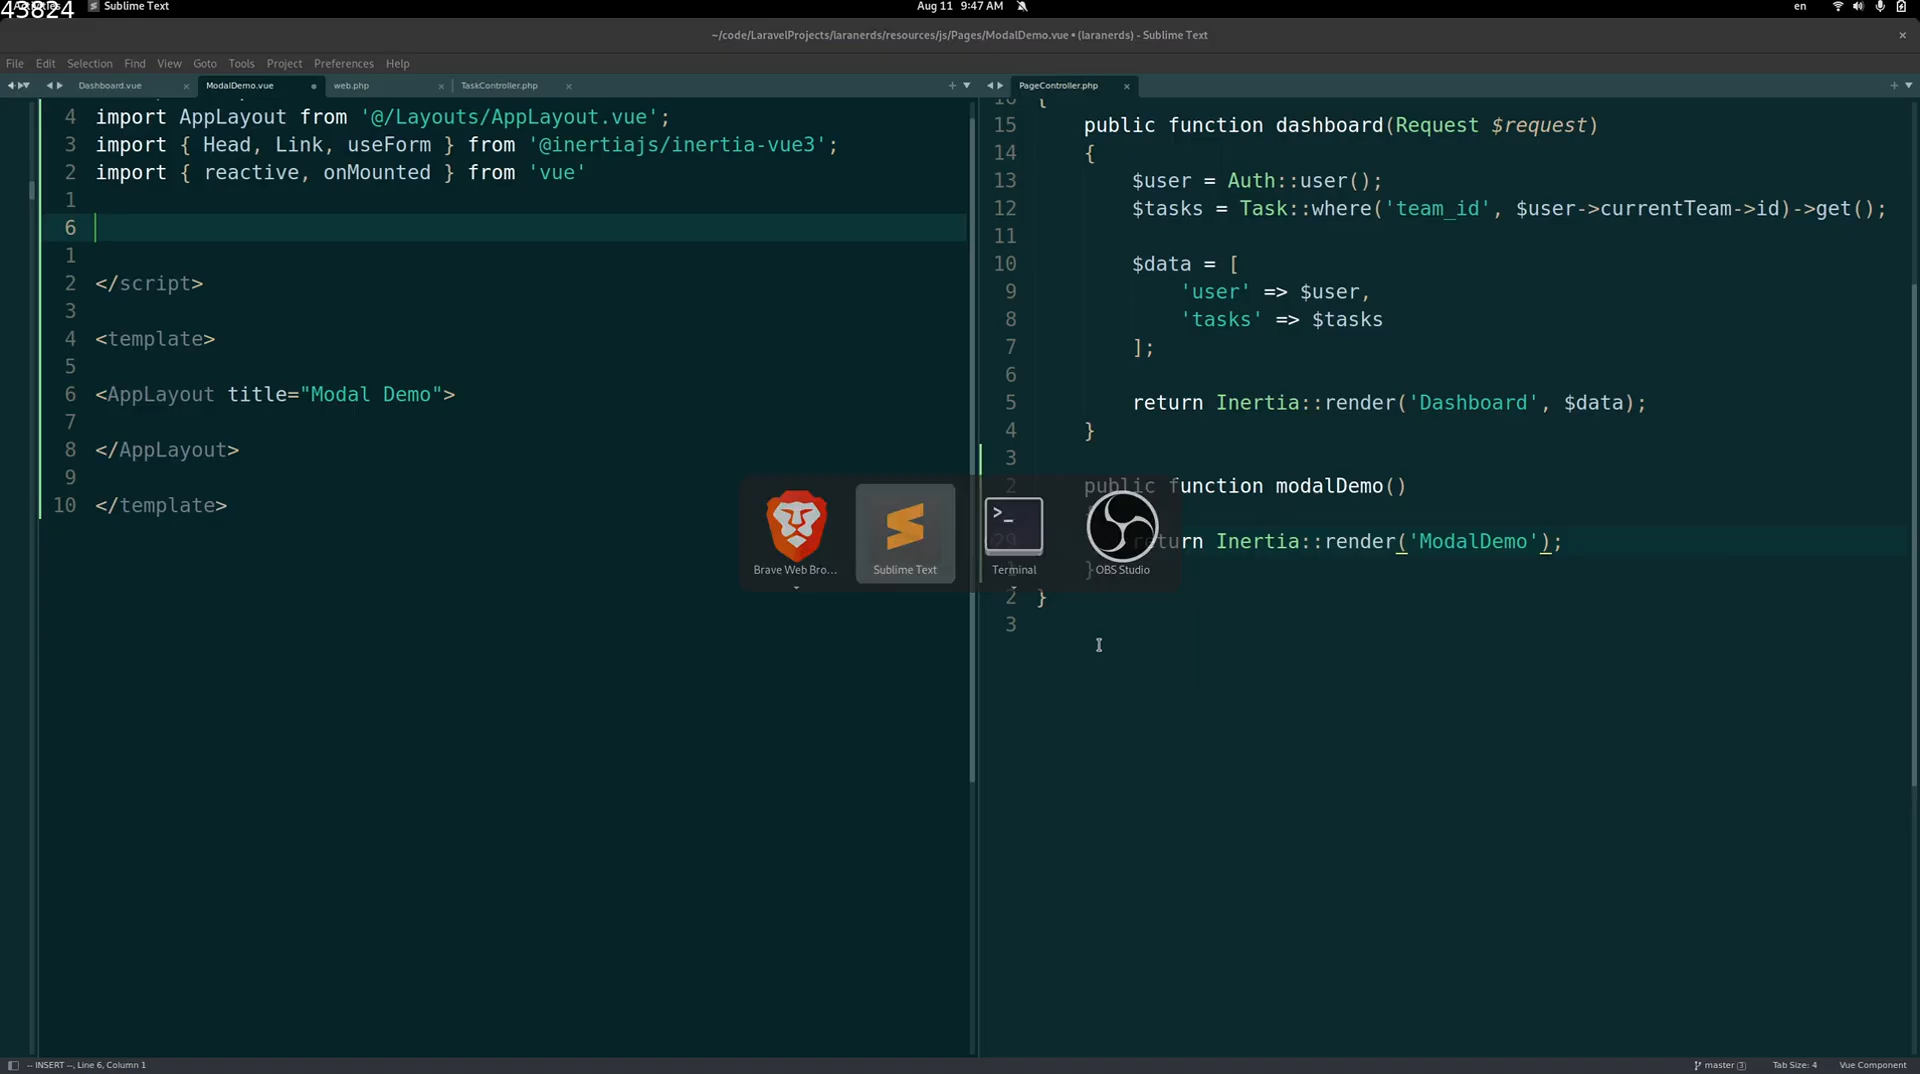 43824
Sublime Text
Aug 11 9:47 AM
en
~/code/LaravelProjects/laranerds/resources/js/Pages/ModalDemo.vue • (laranerds) - Sublime Text
File Edit Selection Find View Goto Tools Project Preferences Help
Dashboard.vue ModalDemo.vue web.php TaskController.php
4 import AppLayout from '@/Layouts/AppLayout.vue';
3 import { Head, Link, useForm } from '@inertiajs/inertia-vue3';
2 import { reactive, onMounted } from 'vue'
1
6
1
2 </script>
3
4 <template>
5
6 <AppLayout title="Modal Demo">
7
8 </AppLayout>
9
10 </template>
PageController.php
16 {
15 public function dashboard(Request $request)
14 {
13 $user = Auth::user();
12 $tasks = Task::where('team_id', $user->currentTeam->id)->get();
11
10 $data = [
9 'user' => $user,
8 'tasks' => $tasks
7 ];
6
5 return Inertia::render('Dashboard', $data);
4 }
3
2 public function modalDemo()
29 return Inertia::render('ModalDemo');
1 }
2 }
3
Brave Web Bro...
Sublime Text
Terminal
OBS Studio
-- INSERT --, Line 6, Column 1
master 3
Tab Size: 4
Vue Component